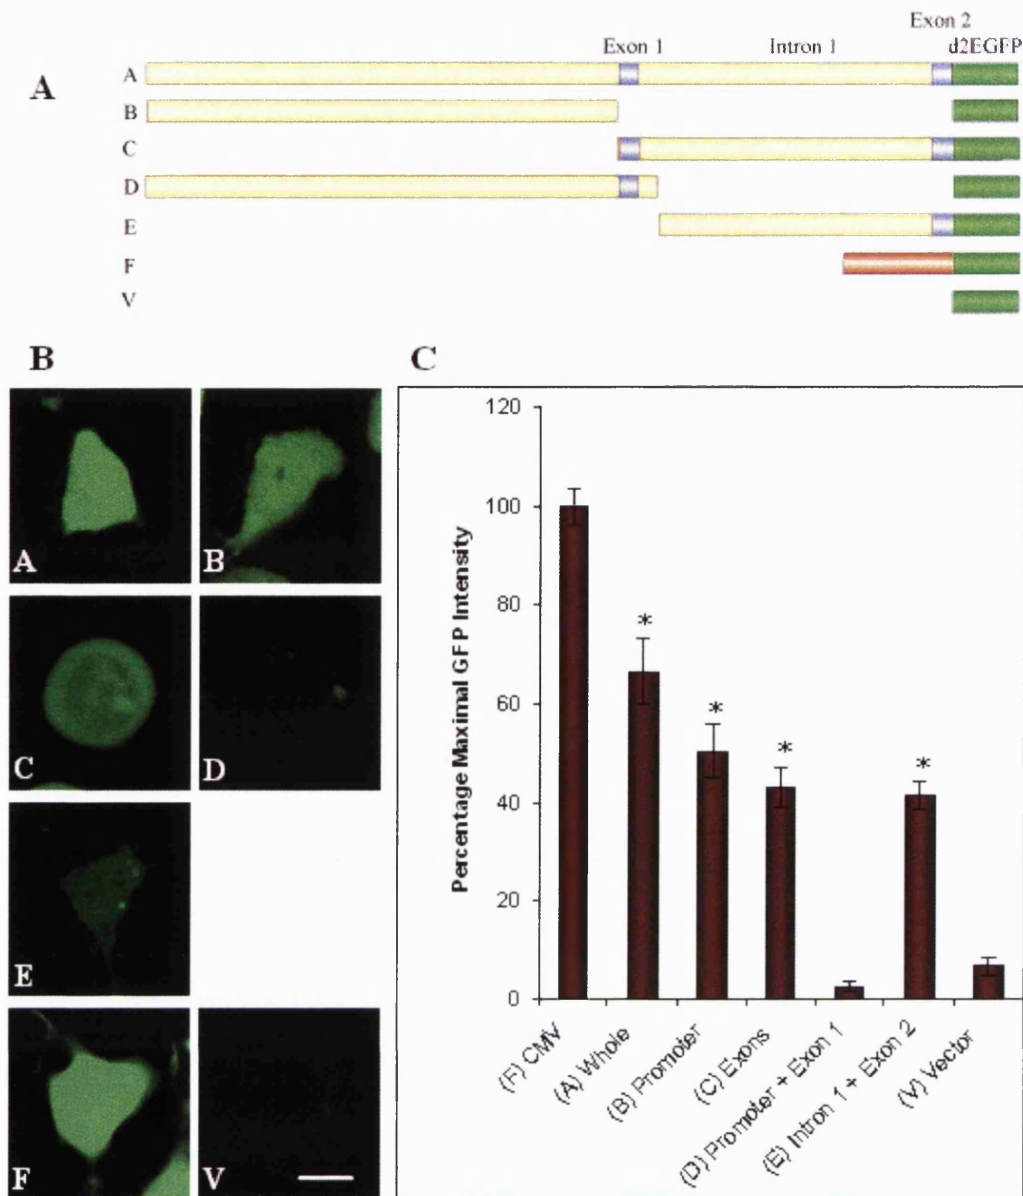 Exon 2
Exon 1 Intron 1 d2EGFP
A
A
B
C
D
E
F
V
B
C
A
B
C
D
E
F
V
120
100
80
60
40
20
0
Percentage Maximal GFP Intensity
*
*
*
*
(F) CMV
(A) Whole
(B) Promoter
(C) Exons
(D) Promoter + Exon 1
(E) Intron 1 + Exon 2
(V) Vector